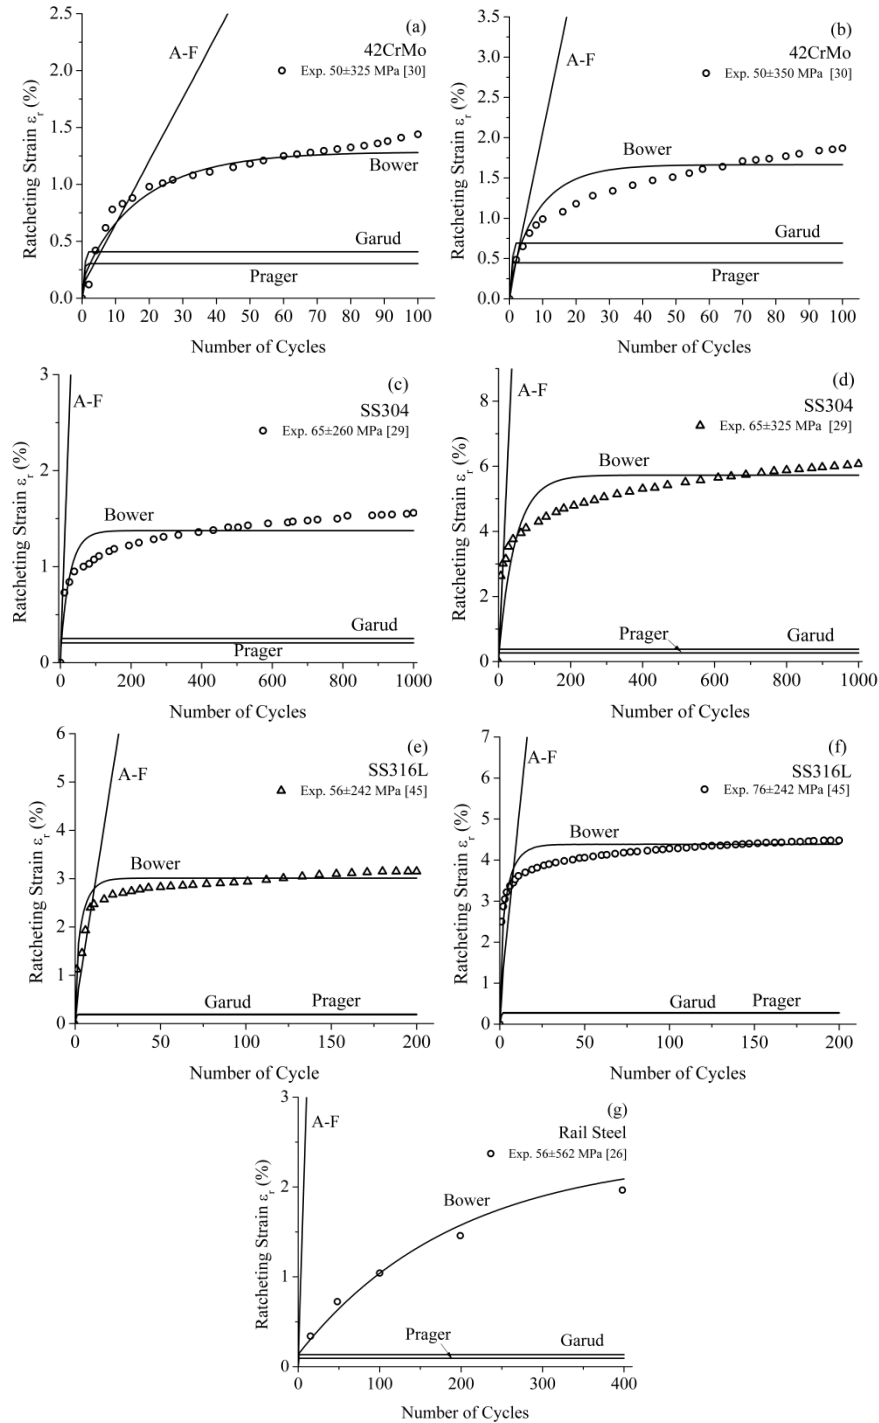 (a)
42CrMo
Exp. 50±325 MPa [30]
A-F
Bower
Garud
Prager
Ratcheting Strain εr (%)
2.5
2.0
1.5
1.0
0.5
0.0
0 10 20 30 40 50 60 70 80 90 100
Number of Cycles
(b)
42CrMo
Exp. 50±350 MPa [30]
A-F
Bower
Garud
Prager
Ratcheting Strain εr (%)
3.5
3.0
2.5
2.0
1.5
1.0
0.5
0.0
0 10 20 30 40 50 60 70 80 90 100
Number of Cycles
(c)
SS304
Exp. 65±260 MPa [29]
A-F
Bower
Garud
Prager
Ratcheting Strain εr (%)
3
2
1
0
0 200 400 600 800 1000
Number of Cycles
(d)
SS304
Exp. 65±325 MPa [29]
A-F
Bower
Prager
Garud
Ratcheting Strain εr (%)
8
6
4
2
0
0 200 400 600 800 1000
Number of Cycles
(e)
SS316L
Exp. 56±242 MPa [45]
A-F
Bower
Garud Prager
Ratcheting Strain εr (%)
6
5
4
3
2
1
0
0 50 100 150 200
Number of Cycle
(f)
SS316L
Exp. 76±242 MPa [45]
A-F
Bower
Garud Prager
Ratcheting Strain εr (%)
7
6
5
4
3
2
1
0
0 50 100 150 200
Number of Cycles
(g)
Rail Steel
Exp. 56±562 MPa [26]
A-F
Bower
Prager
Garud
Ratcheting Strain εr (%)
3
2
1
0
0 100 200 300 400
Number of Cycles